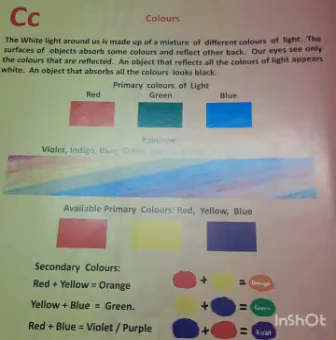 Cc
Colours
The White light around us is made up of a mixture of different colours of light. The
surfaces of objects absorb some colours and reflect other back. Our eyes see only
the colours that are reflected. An object that reflects all the colours of light appears
white. An object that absorbs all the colours looks black.
Primary colours of Light
Red Green Blue
Rainbow
Violet, Indigo, Blue,
Available Primary Colours: Red, Yellow, Blue
Secondary Colours:
Red + Yellow = Orange + = Orange
Yellow + Blue = Green. + = Green
Red + Blue = Violet / Purple + = Violet
InShOt